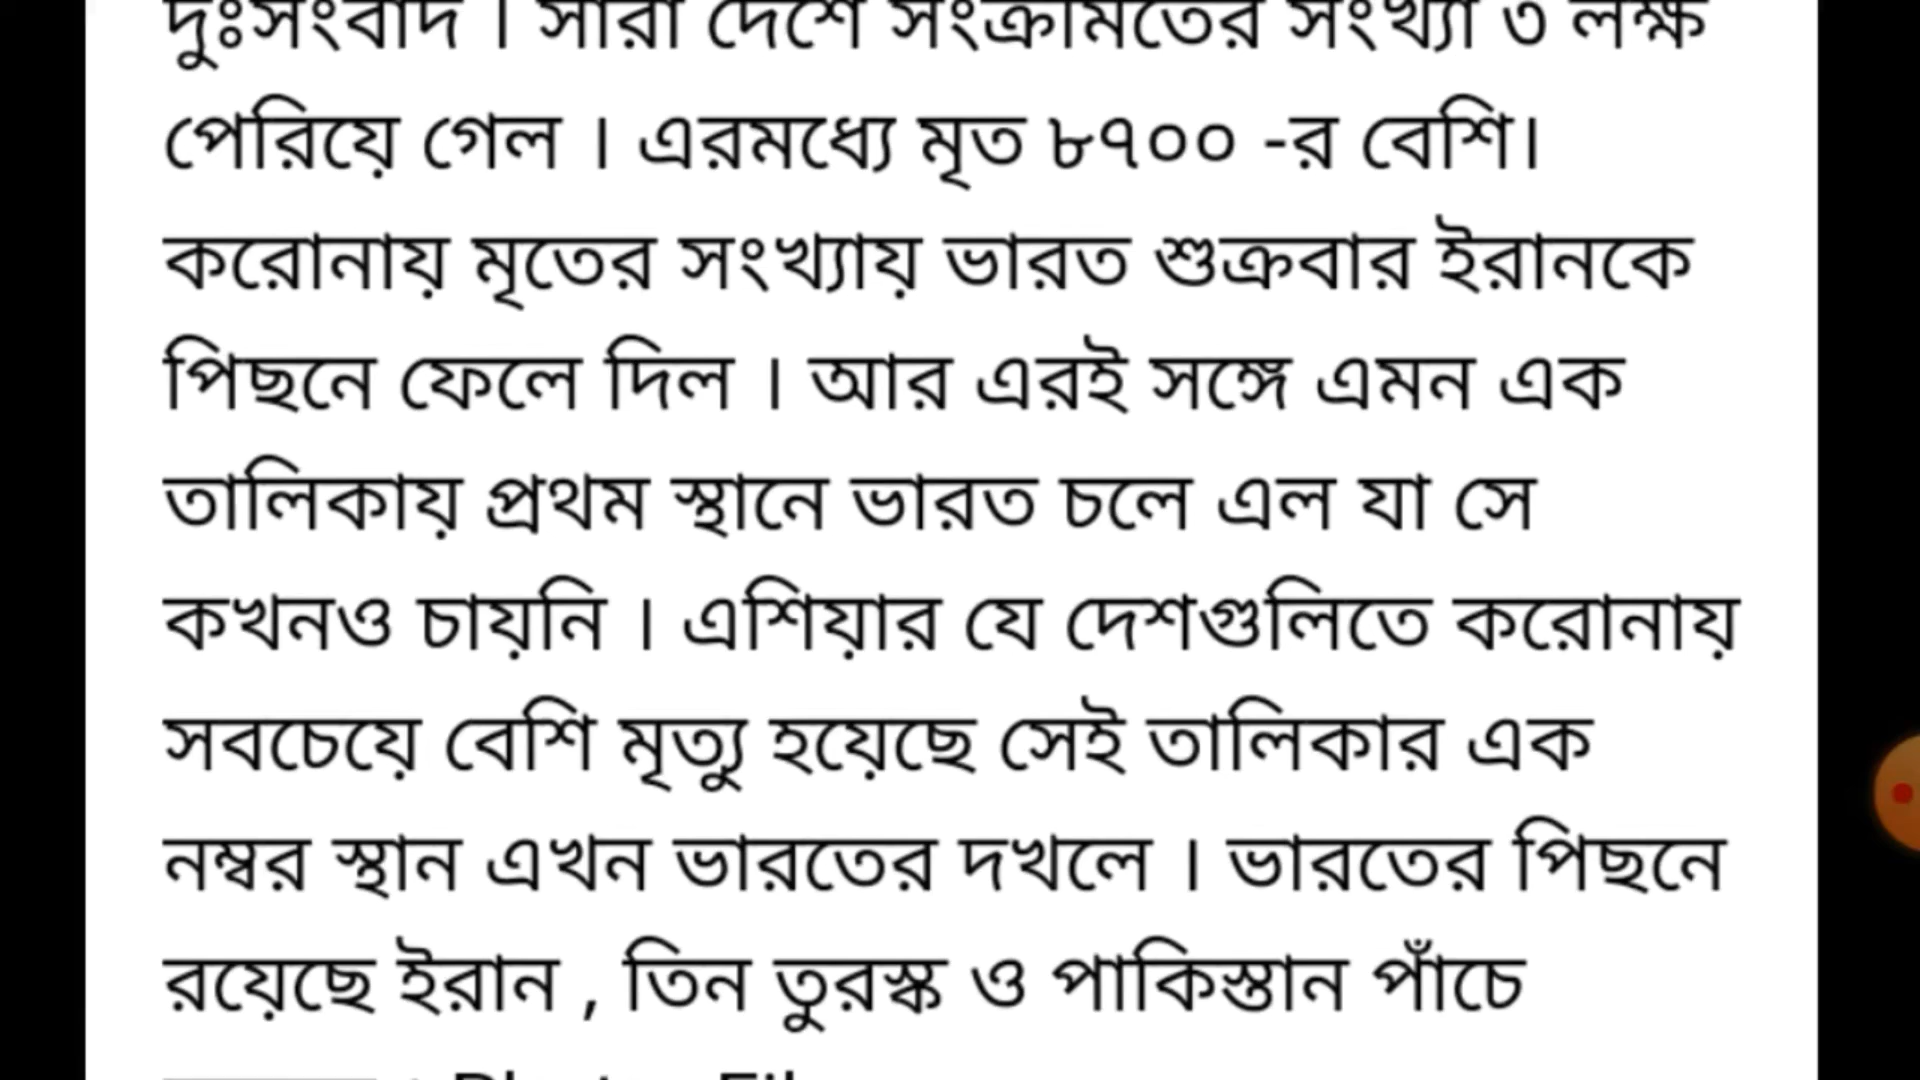 দুঃসংবাদ । সারা দেশে সংক্রামিতের সংখ্যা ৩ লক্ষ
পেরিয়ে গেল । এরমধ্যে মৃত ৮৭০০ -র বেশি।
করোনায় মৃতের সংখ্যায় ভারত শুক্রবার ইরানকে
পিছনে ফেলে দিল । আর এরই সঙ্গে এমন এক
তালিকায় প্রথম স্থানে ভারত চলে এল যা সে
কখনও চায়নি । এশিয়ার যে দেশগুলিতে করোনায়
সবচেয়ে বেশি মৃত্যু হয়েছে সেই তালিকার এক
নম্বর স্থান এখন ভারতের দখলে । ভারতের পিছনে
রয়েছে ইরান , তিন তুরস্ক ও পাকিস্তান পাঁচে